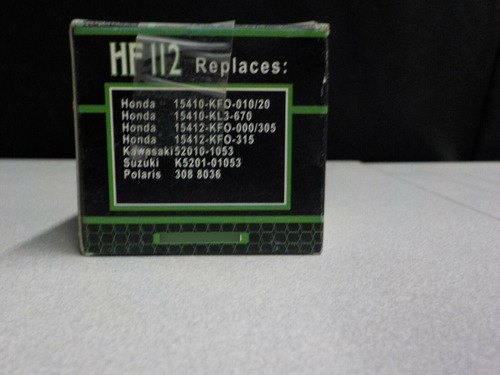 HF112 Replaces:
Honda 15410-KFO-010/20
Honda 15410-KL3-670
Honda 15412-KFO-000/305
Honda 15412-KFO-315
Kawasaki 52010-1053
Suzuki K5201-01053
Polaris 308 8036